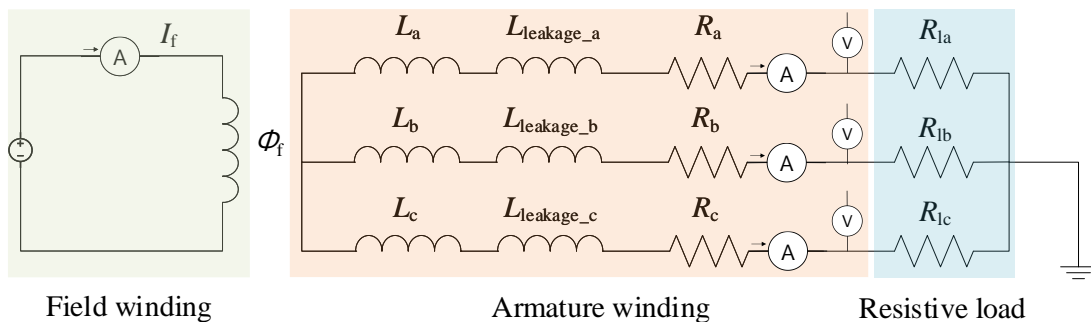 I_f
A
+
−
Φ_f
L_a L_leakage_a R_a A V R_la
L_b L_leakage_b R_b A V R_lb
L_c L_leakage_c R_c A V R_lc
Field winding
Armature winding
Resistive load